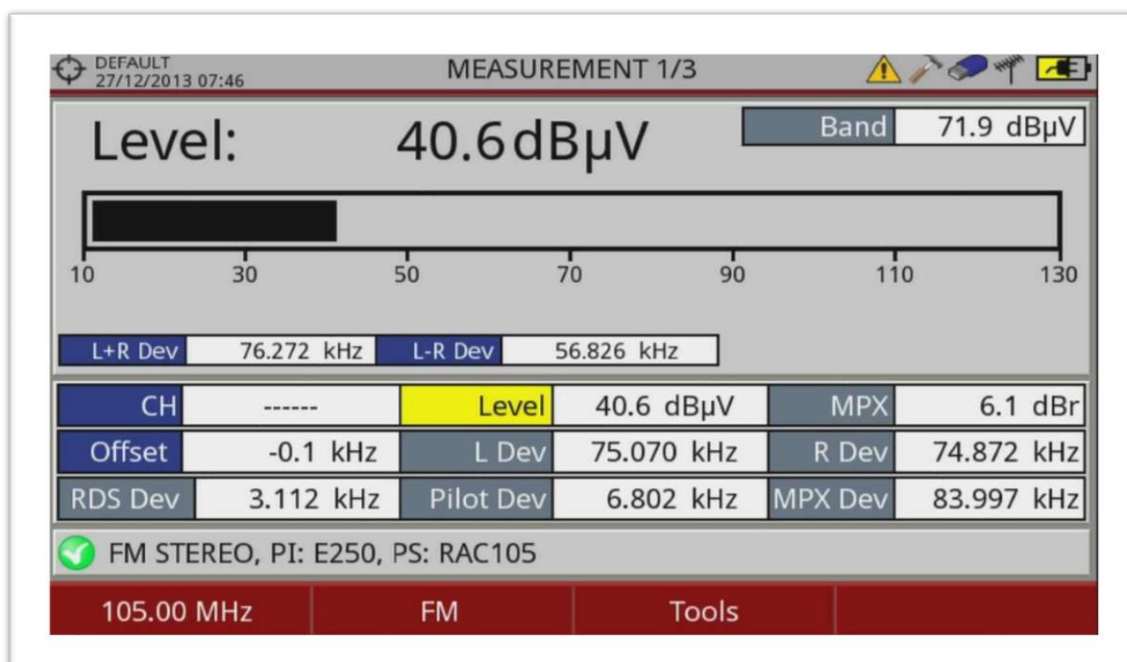 DEFAULT
27/12/2013 07:46
MEASUREMENT 1/3
Level: 40.6 dBµV
Band 71.9 dBµV
10 30 50 70 90 110 130
L+R Dev 76.272 kHz L-R Dev 56.826 kHz
CH ------ Level 40.6 dBµV MPX 6.1 dBr
Offset -0.1 kHz L Dev 75.070 kHz R Dev 74.872 kHz
RDS Dev 3.112 kHz Pilot Dev 6.802 kHz MPX Dev 83.997 kHz
FM STEREO, PI: E250, PS: RAC105
105.00 MHz FM Tools